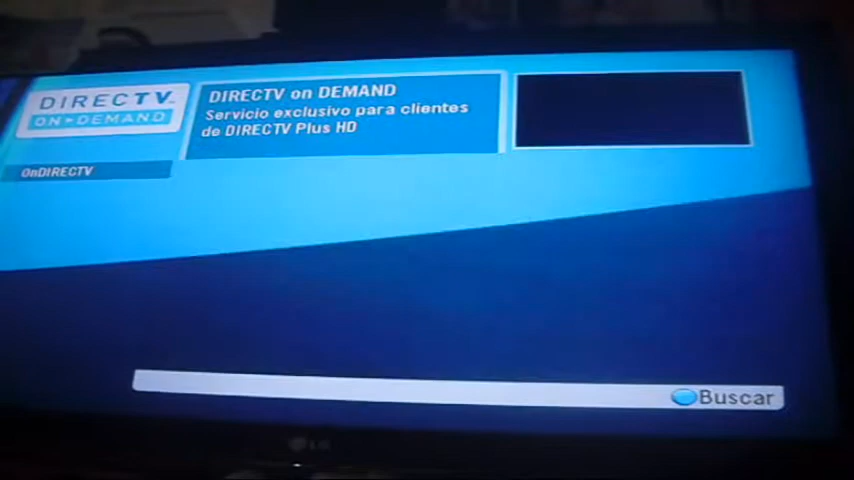 DIRECTV
ON DEMAND
DIRECTV on DEMAND
Servicio exclusivo para clientes
de DIRECTV Plus HD
OnDIRECTV
Buscar
LG